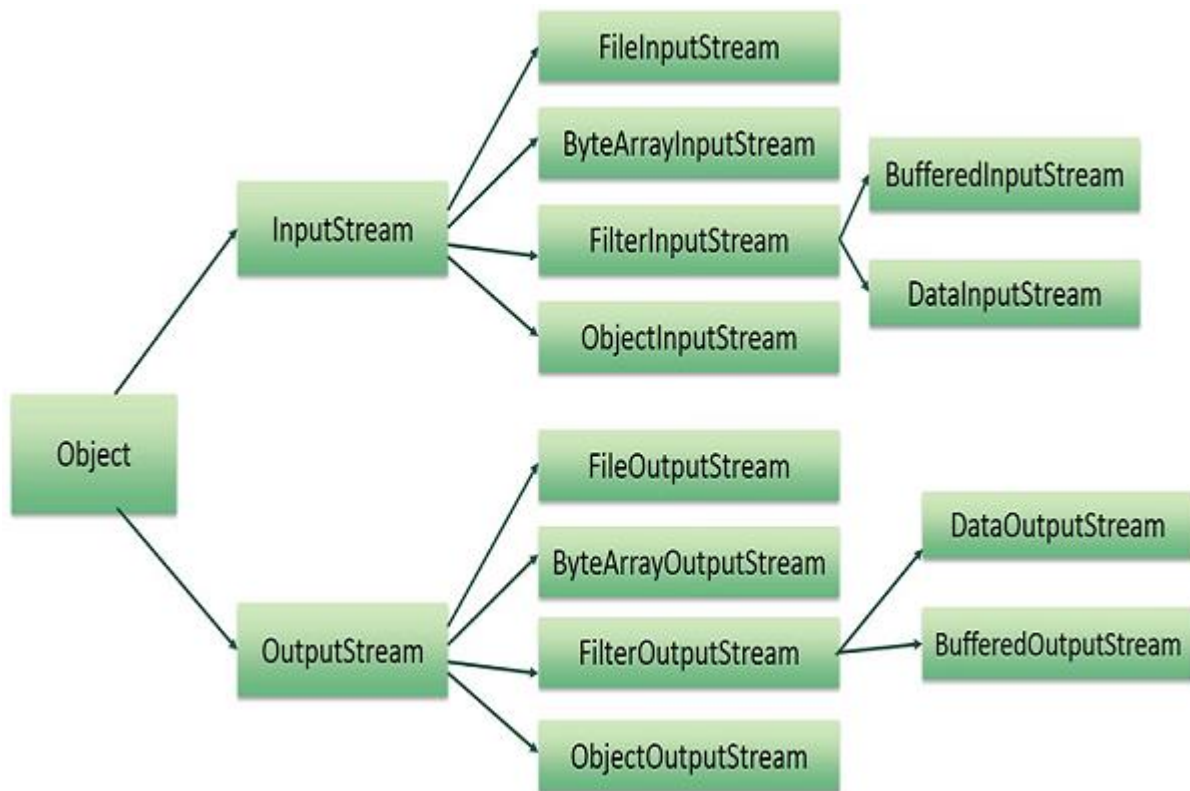 FileInputStream
ByteArrayInputStream
BufferedInputStream
InputStream
FilterInputStream
DataInputStream
ObjectInputStream
Object
FileOutputStream
DataOutputStream
ByteArrayOutputStream
OutputStream
FilterOutputStream
BufferedOutputStream
ObjectOutputStream